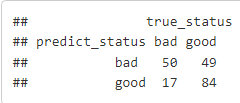 ##                true_status
## predict_status bad good
##           bad   50   49
##           good  17   84